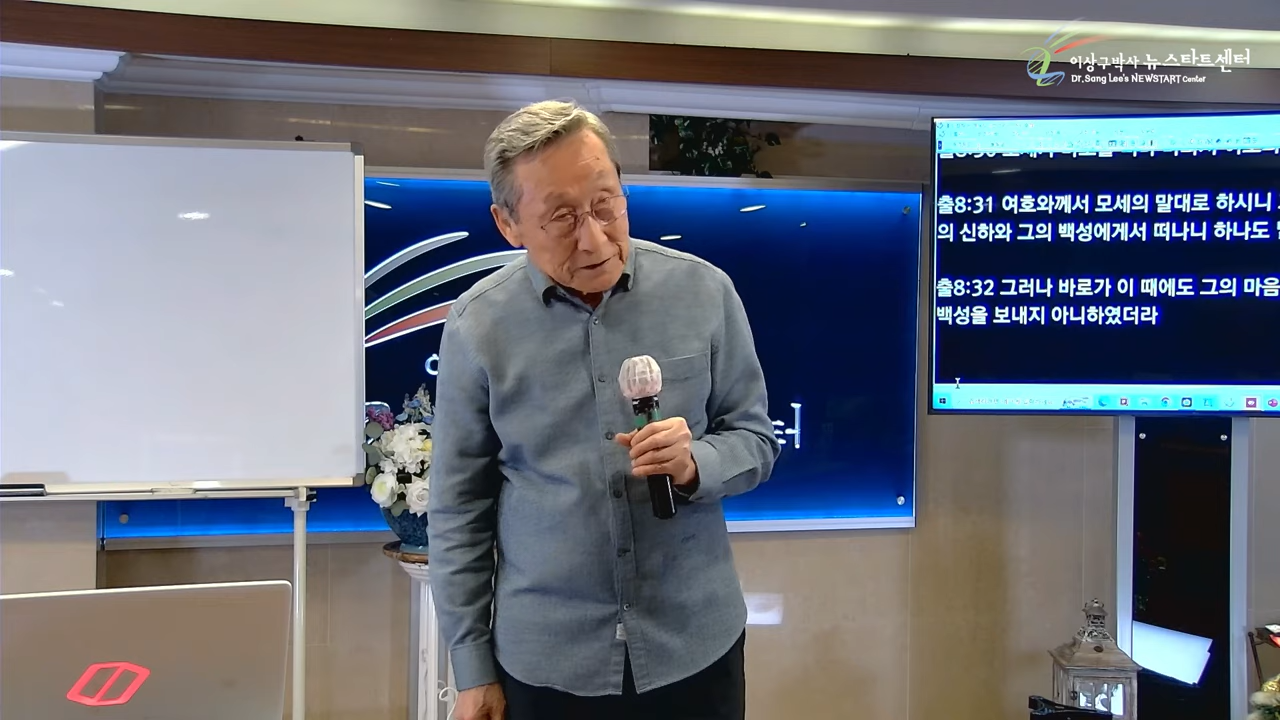 이상구박사 뉴스타트센터
Dr. Sang Lee's NEWSTART Center
출8:31 여호와께서 모세의 말대로 하시니
의 신하와 그의 백성에게서 떠나니 하나도
출8:32 그러나 바로가 이 때에도 그의 마음
백성을 보내지 아니하였더라